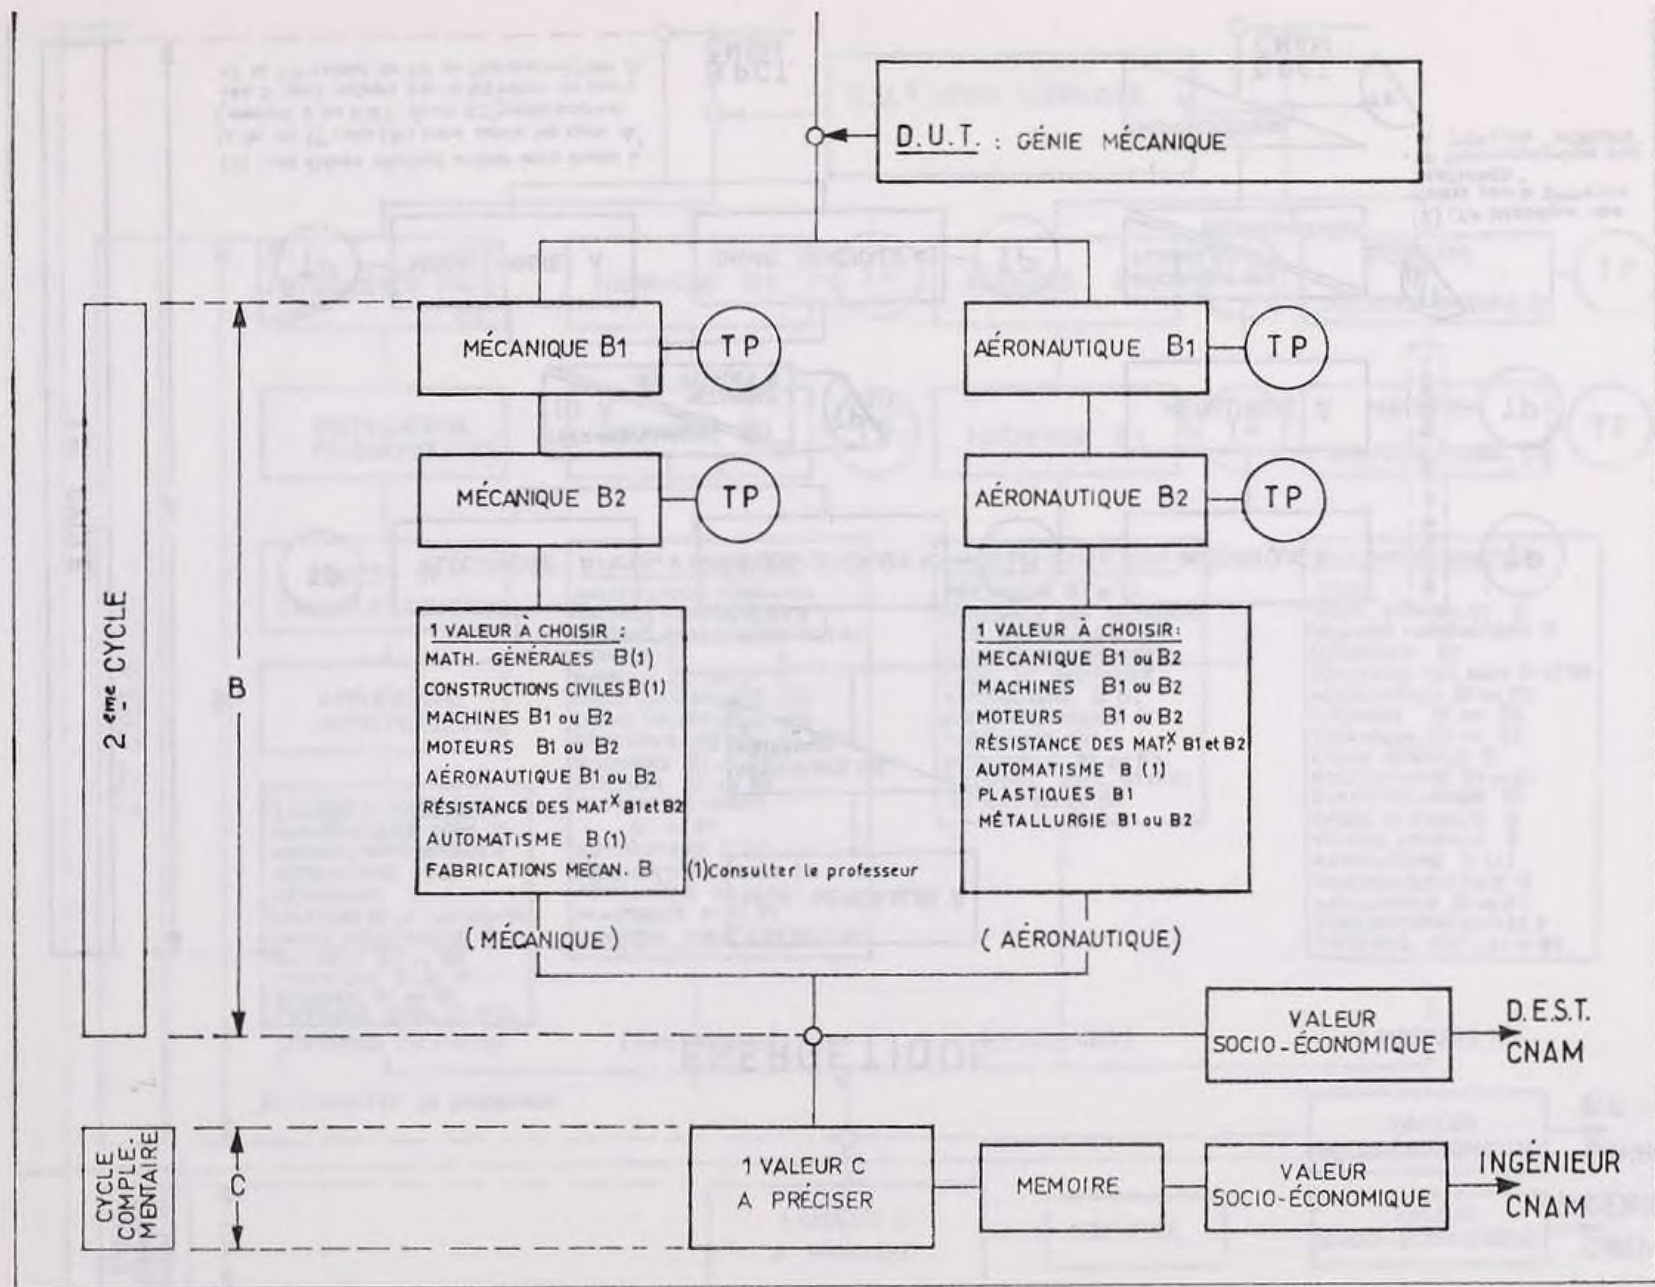 D.U.T. : GÉNIE MÉCANIQUE
MÉCANIQUE B1
TP
AÉRONAUTIQUE B1
TP
MÉCANIQUE B2
TP
AÉRONAUTIQUE B2
TP
2eme CYCLE
B
1 VALEUR À CHOISIR :
MATH. GÉNÉRALES B(1)
CONSTRUCTIONS CIVILES B(1)
MACHINES B1 ou B2
MOTEURS B1 ou B2
AÉRONAUTIQUE B1 ou B2
RÉSISTANCE DES MATX B1 et B2
AUTOMATISME B(1)
FABRICATIONS MÉCAN. B
(1) Consulter le professeur
(MÉCANIQUE)
1 VALEUR À CHOISIR:
MECANIQUE B1 ou B2
MACHINES B1 ou B2
MOTEURS B1 ou B2
RÉSISTANCE DES MATX B1 et B2
AUTOMATISME B (1)
PLASTIQUES B1
MÉTALLURGIE B1 ou B2
(AÉRONAUTIQUE)
VALEUR
SOCIO-ÉCONOMIQUE
D.E.S.T.
CNAM
CYCLE
COMPLE-
MENTAIRE
C
1 VALEUR C
A PRÉCISER
MEMOIRE
VALEUR
SOCIO-ÉCONOMIQUE
INGÉNIEUR
CNAM